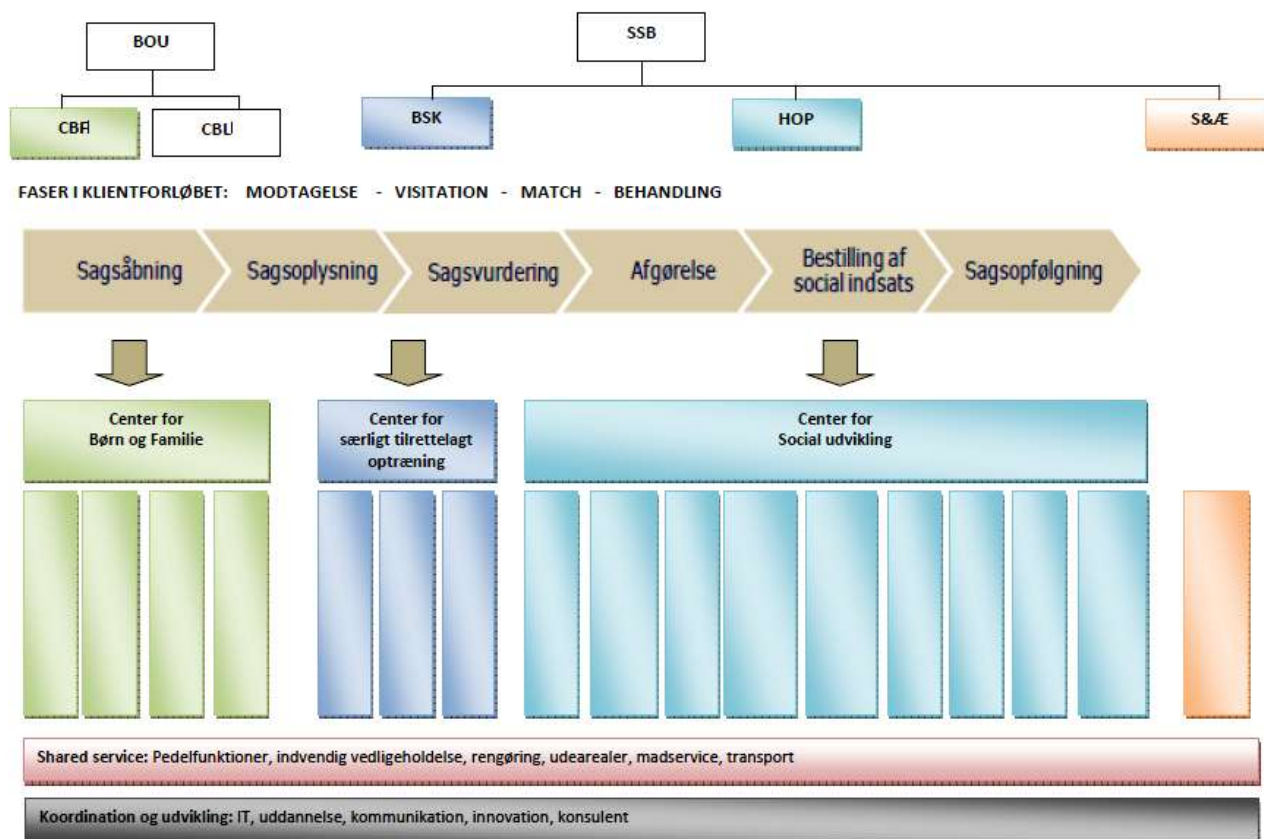 BOU
SSB
CBF
CBU
BSK
HOP
S&Æ
FASER I KLIENTFORLØBET: MODTAGELSE - VISITATION - MATCH - BEHANDLING
Sagsåbning
Sagsoplysning
Sagsvurdering
Afgørelse
Bestilling af
social indsats
Sagsopfølgning
Center for
Børn og Familie
Center for
særligt tilrettelagt
optræning
Center for
Social udvikling
Shared service: Pedelfunktioner, indvendig vedligeholdelse, rengøring, udearealer, madservice, transport
Koordination og udvikling: IT, uddannelse, kommunikation, innovation, konsulent